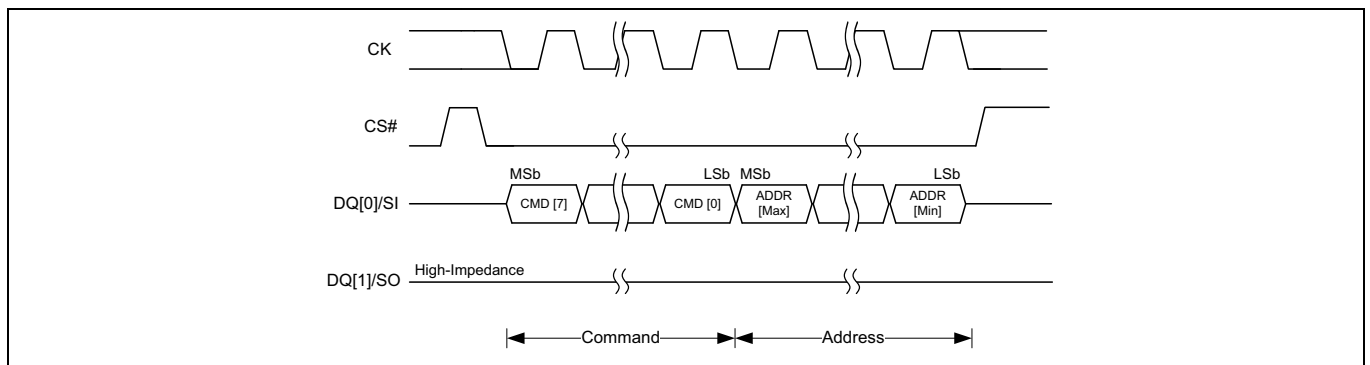 CK
CS#
MSb LSb MSb LSb
DQ[0]/SI CMD [7] CMD [0] ADDR [Max] ADDR [Min]
High-Impedance
DQ[1]/SO
Command Address